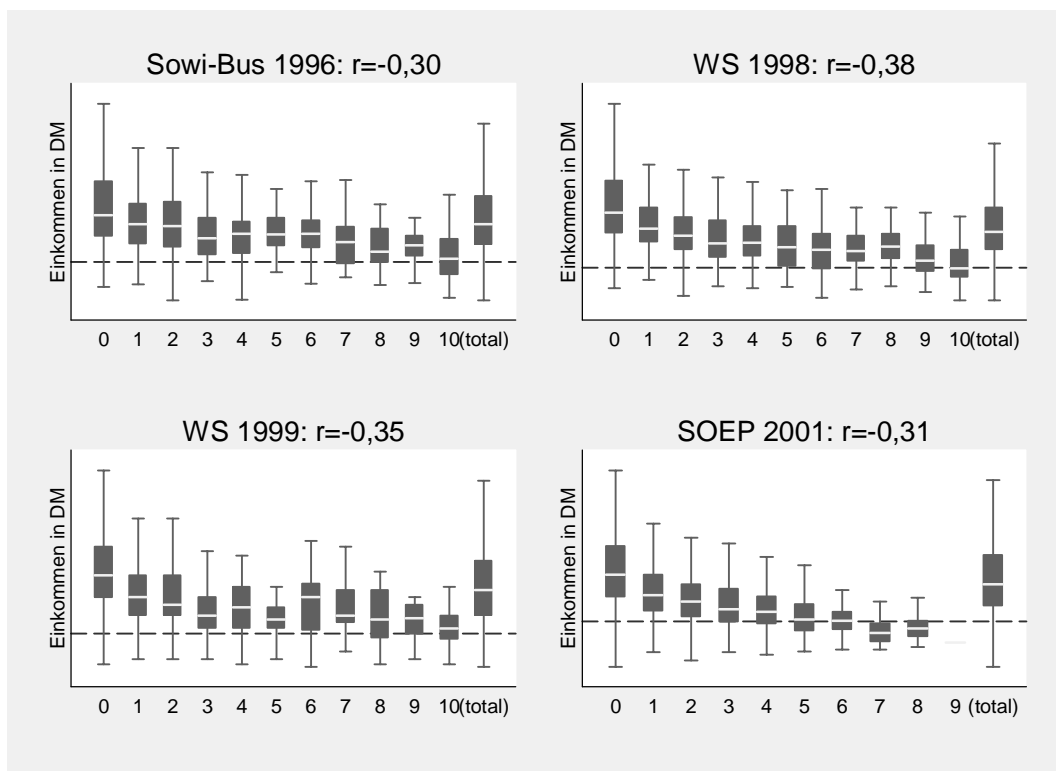 Sowi-Bus 1996: r=-0,30
Einkommen in DM
0 1 2 3 4 5 6 7 8 9 10(total)
WS 1998: r=-0,38
Einkommen in DM
0 1 2 3 4 5 6 7 8 9 10(total)
WS 1999: r=-0,35
Einkommen in DM
0 1 2 3 4 5 6 7 8 9 10(total)
SOEP 2001: r=-0,31
Einkommen in DM
0 1 2 3 4 5 6 7 8 9 (total)